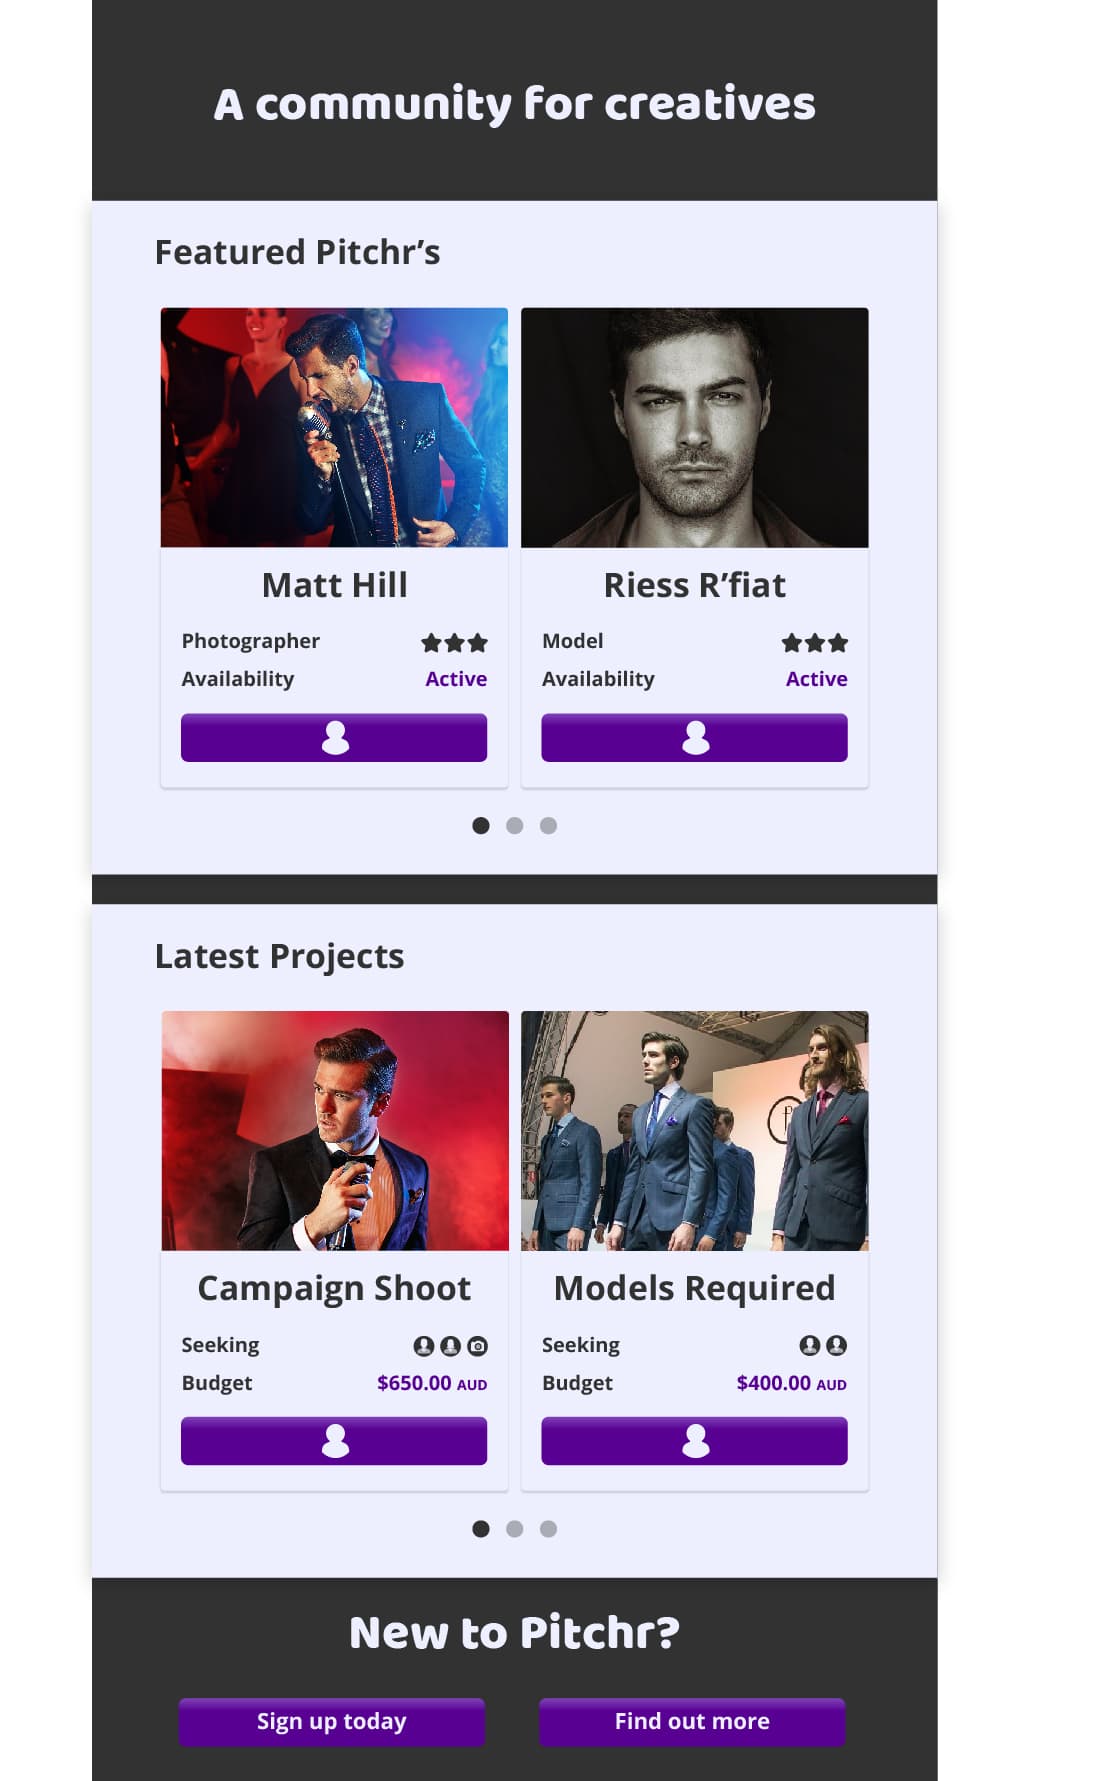 A community for creatives
Featured Pitchr’s
Matt Hill
Photographer
Availability Active
Riess R’fiat
Model
Availability Active
Latest Projects
Campaign Shoot
Seeking
Budget $650.00 AUD
Models Required
Seeking
Budget $400.00 AUD
New to Pitchr?
Sign up today
Find out more